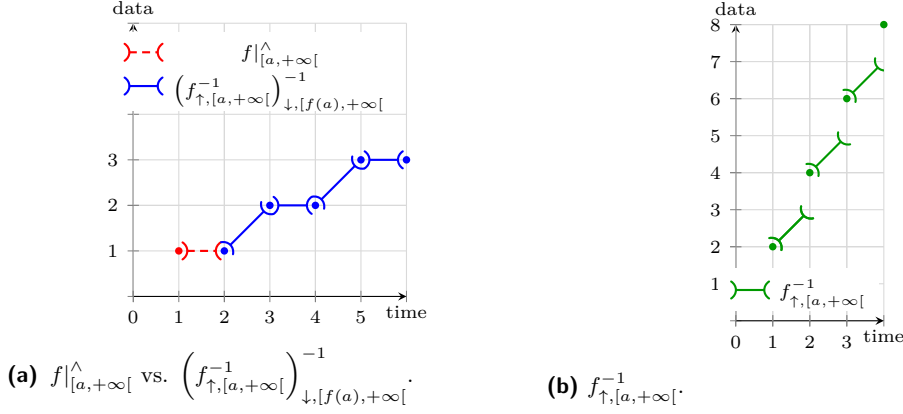 data
f|^∧_{[a,+∞[}
(f^{-1}_{↑,[a,+∞[})^{-1}_{↓,[f(a),+∞[}
3
2
1
0 1 2 3 4 5 time
(a) f|^∧_{[a,+∞[} vs. (f^{-1}_{↑,[a,+∞[})^{-1}_{↓,[f(a),+∞[}.
data
8
7
6
5
4
3
2
1
f^{-1}_{↑,[a,+∞[}
0 1 2 3 time
(b) f^{-1}_{↑,[a,+∞[}.